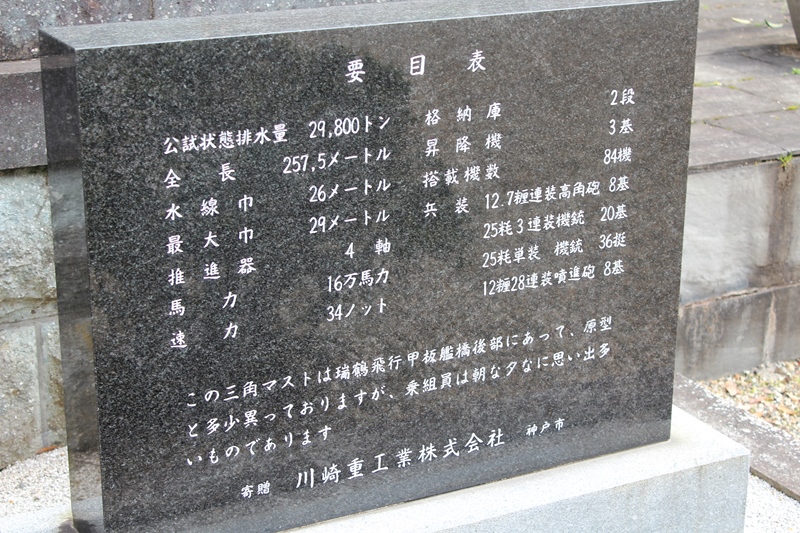 要目表
公試状態排水量 29,800トン
全長 257.5メートル
水線巾 26メートル
最大巾 29メートル
推進器 4軸
馬力 16万馬力
速力 34ノット
格納庫 2段
昇降機 3基
搭載機数 84機
兵装 12.7糎連装高角砲 8基
25粍3連装機銃 20基
25粍単装 機銃 36挺
12糎28連装噴進砲 8基
この三角マストは瑞鶴飛行甲板艦橋後部にあって、原型
と多少異っておりますが、乗組員は朝な夕なに思い出多
いものであります
寄贈 川崎重工業株式会社 神戸市